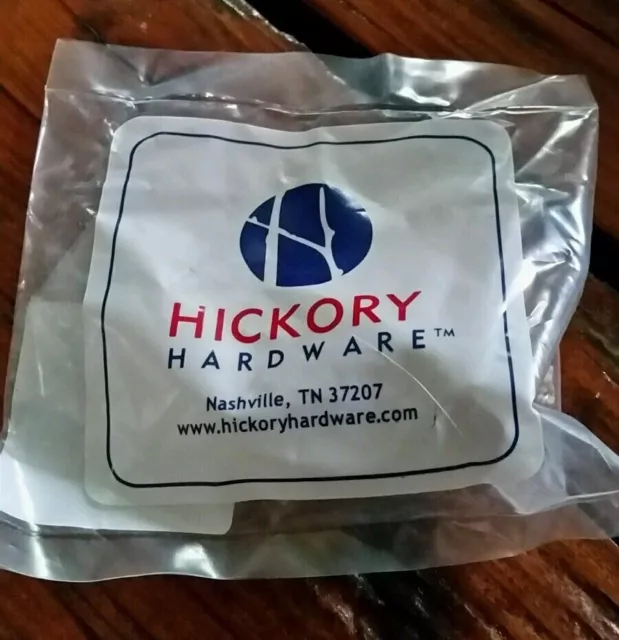 HICKORY
HARDWARE™
Nashville, TN 37207
www.hickoryhardware.com